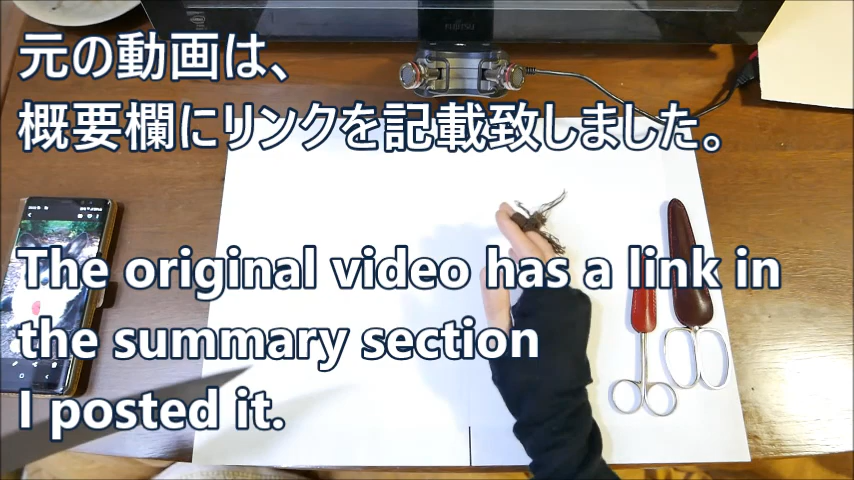 FUJITSU
元の動画は、
概要欄にリンクを記載致しました。
The original video has a link in
the summary section
I posted it.